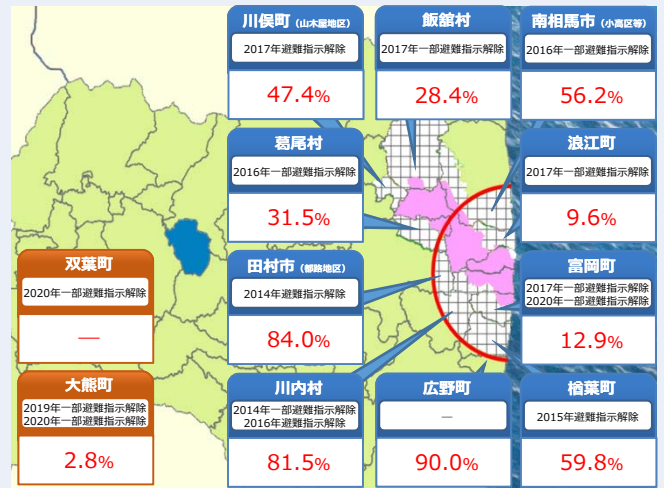 川俣町 (山木屋地区)
2017年避難指示解除
47.4%
飯舘村
2017年一部避難指示解除
28.4%
南相馬市 (小高区等)
2016年一部避難指示解除
56.2%
葛尾村
2016年一部避難指示解除
31.5%
浪江町
2017年一部避難指示解除
9.6%
双葉町
2020年一部避難指示解除
—
田村市 (都路地区)
2014年避難指示解除
84.0%
富岡町
2017年一部避難指示解除
2020年一部避難指示解除
12.9%
大熊町
2019年一部避難指示解除
2020年一部避難指示解除
2.8%
川内村
2014年一部避難指示解除
2016年避難指示解除
81.5%
広野町
—
90.0%
楢葉町
2015年避難指示解除
59.8%